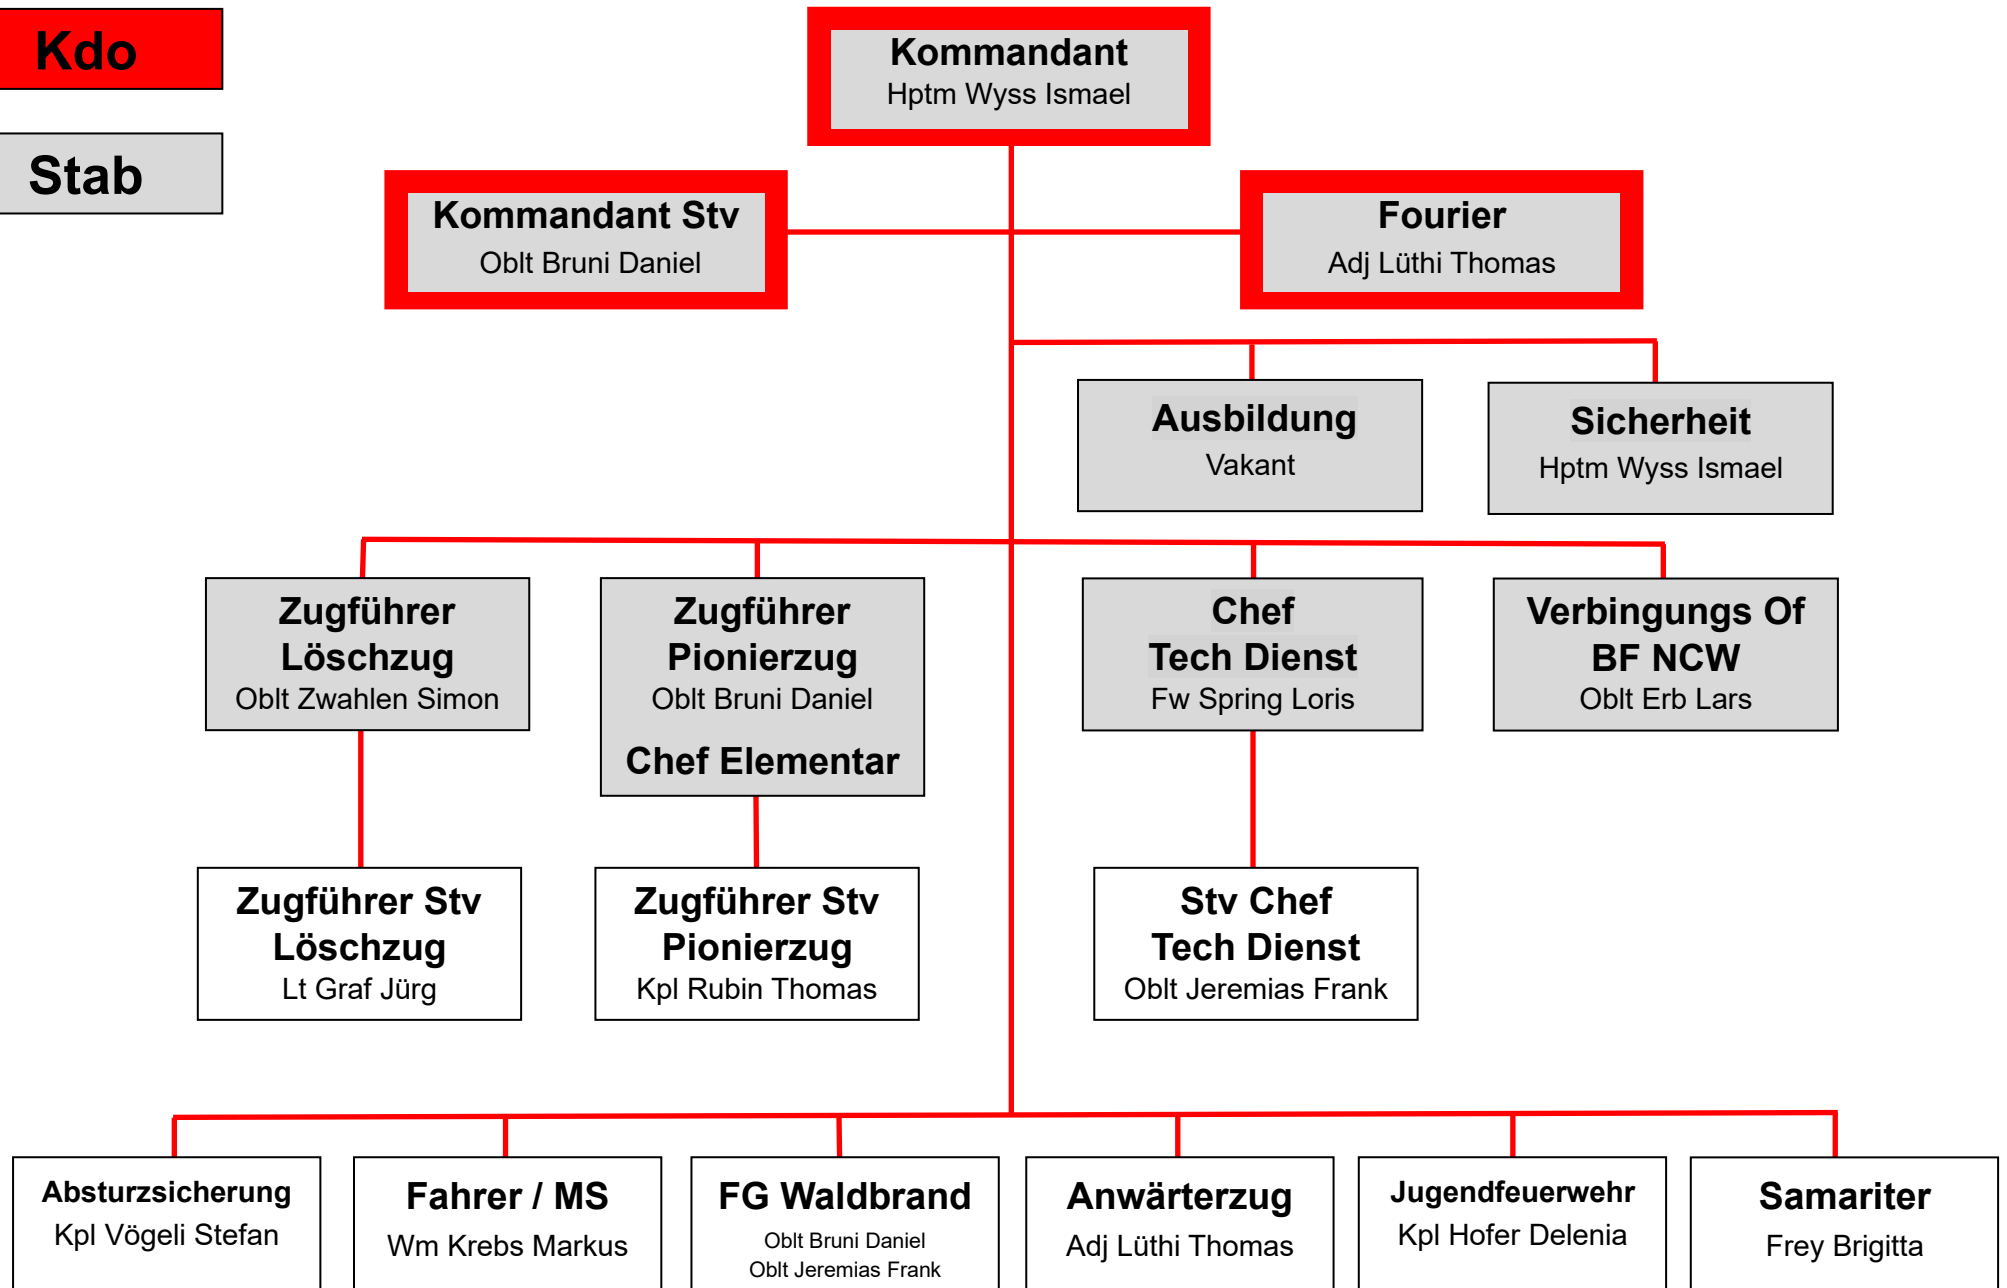 Kdo
Stab
Kommandant
Hptm Wyss Ismael
Kommandant Stv
Oblt Bruni Daniel
Fourier
Adj Lüthi Thomas
Ausbildung
Vakant
Sicherheit
Hptm Wyss Ismael
Zugführer
Löschzug
Oblt Zwahlen Simon
Zugführer
Pionierzug
Oblt Bruni Daniel
Chef Elementar
Chef
Tech Dienst
Fw Spring Loris
Verbingungs Of
BF NCW
Oblt Erb Lars
Zugführer Stv
Löschzug
Lt Graf Jürg
Zugführer Stv
Pionierzug
Kpl Rubin Thomas
Stv Chef
Tech Dienst
Oblt Jeremias Frank
Absturzsicherung
Kpl Vögeli Stefan
Fahrer / MS
Wm Krebs Markus
FG Waldbrand
Oblt Bruni Daniel
Oblt Jeremias Frank
Anwärterzug
Adj Lüthi Thomas
Jugendfeuerwehr
Kpl Hofer Delenia
Samariter
Frey Brigitta